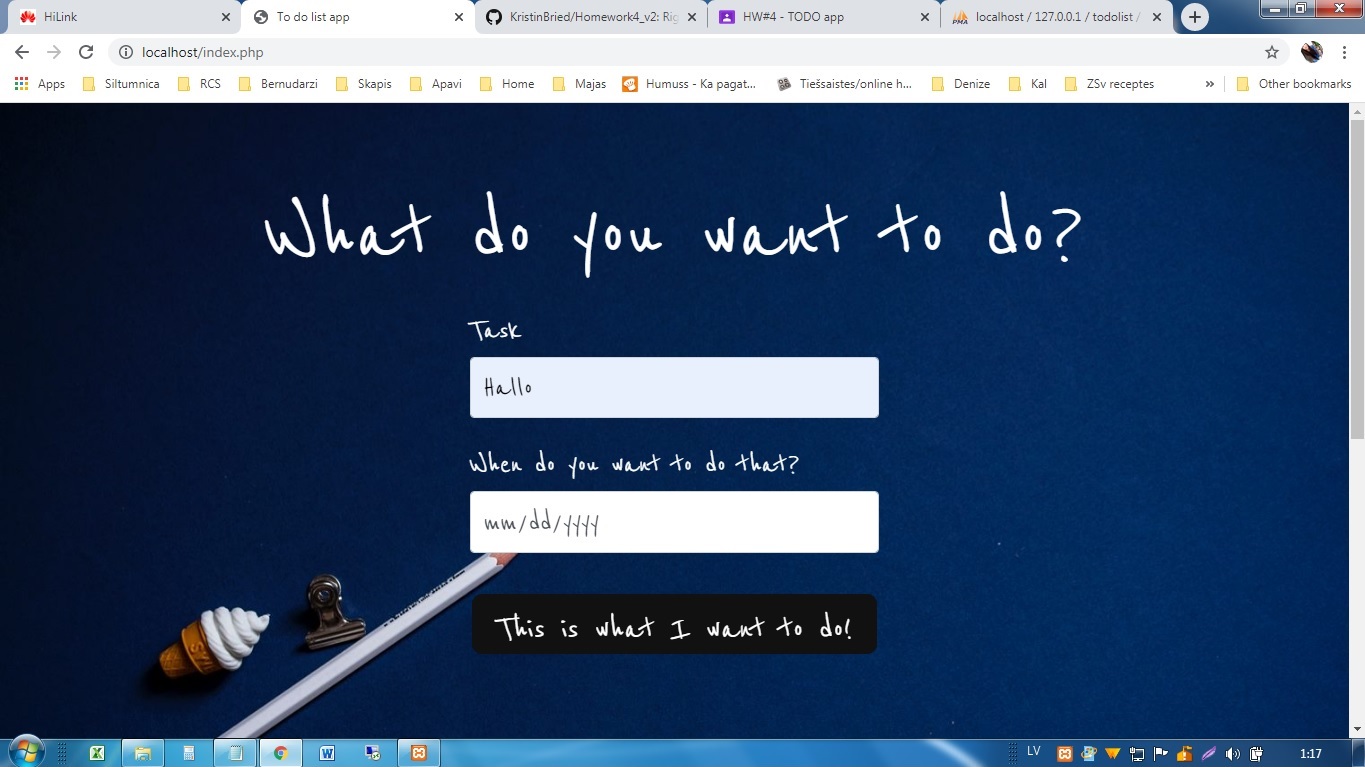 HiLink
To do list app
KristinBried/Homework4_v2: Rig
HW#4 - TODO app
localhost / 127.0.0.1 / todolist /
localhost/index.php
Apps
Siltumnica
RCS
Bernudarzi
Skapis
Apavi
Home
Majas
Humuss - Ka pagat...
Tiešsaistes/online h...
Denize
Kal
ZSv receptes
»
Other bookmarks
What do you want to do?
Task
Hallo
When do you want to do that?
mm/dd/yyyy
This is what I want to do!
LV
1:17